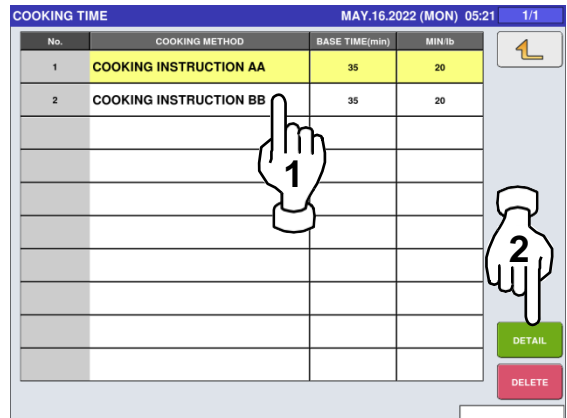 COOKING TIME MAY.16.2022 (MON) 05:21 1/1
No. COOKING METHOD BASE TIME(min) MIN/lb
1 COOKING INSTRUCTION AA 35 20
2 COOKING INSTRUCTION BB 35 20
1
2
DETAIL
DELETE